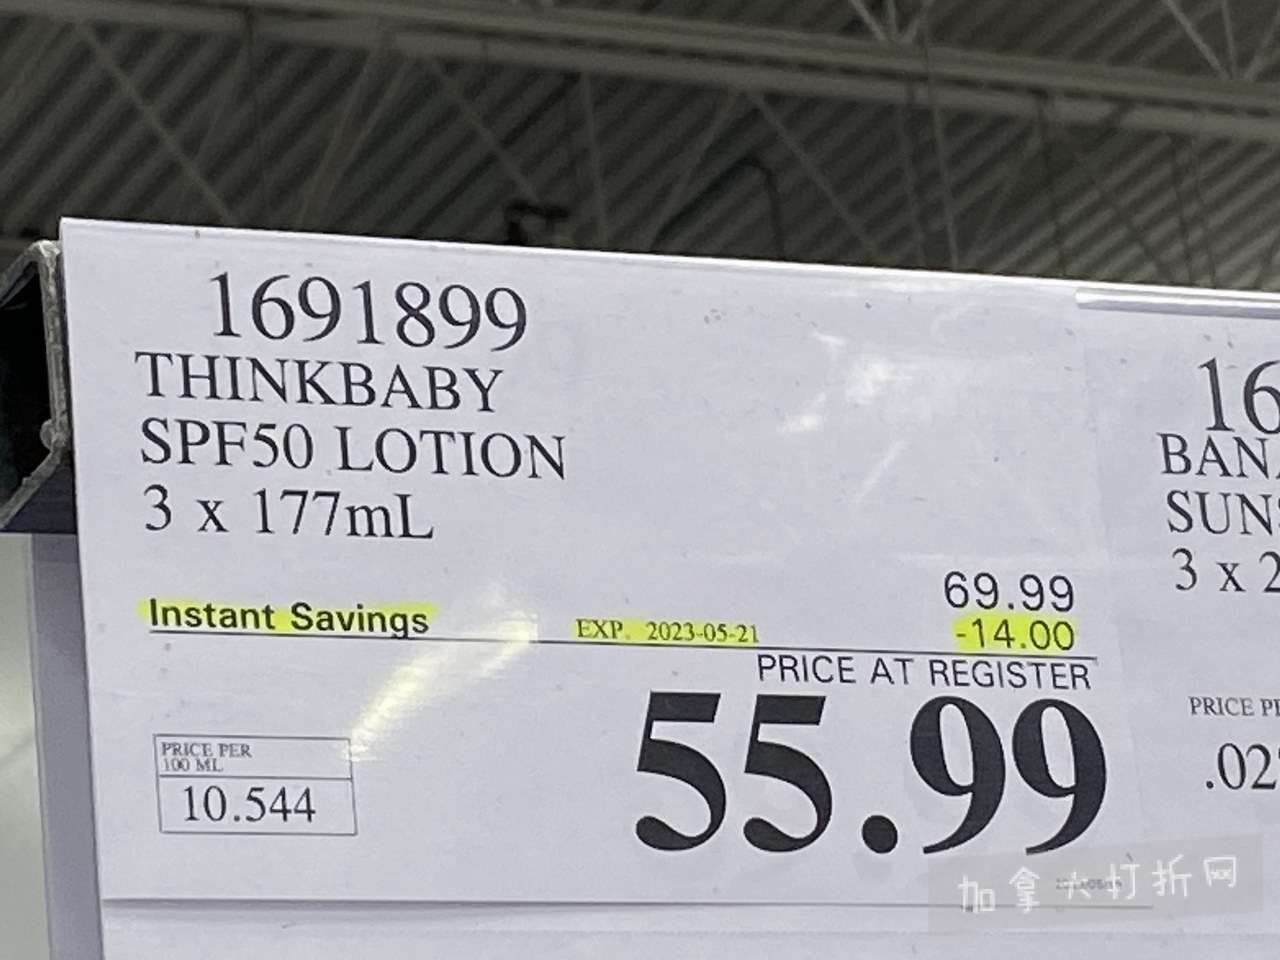 1691899
THINKBABY
SPF50 LOTION
3 x 177mL
69.99
Instant Savings EXP. 2023-05-21 -14.00
PRICE AT REGISTER
55.99
PRICE PER
100 ML
10.544
16
BAN
SUN
3 x 2
PRICE P
.02
加拿大打折网